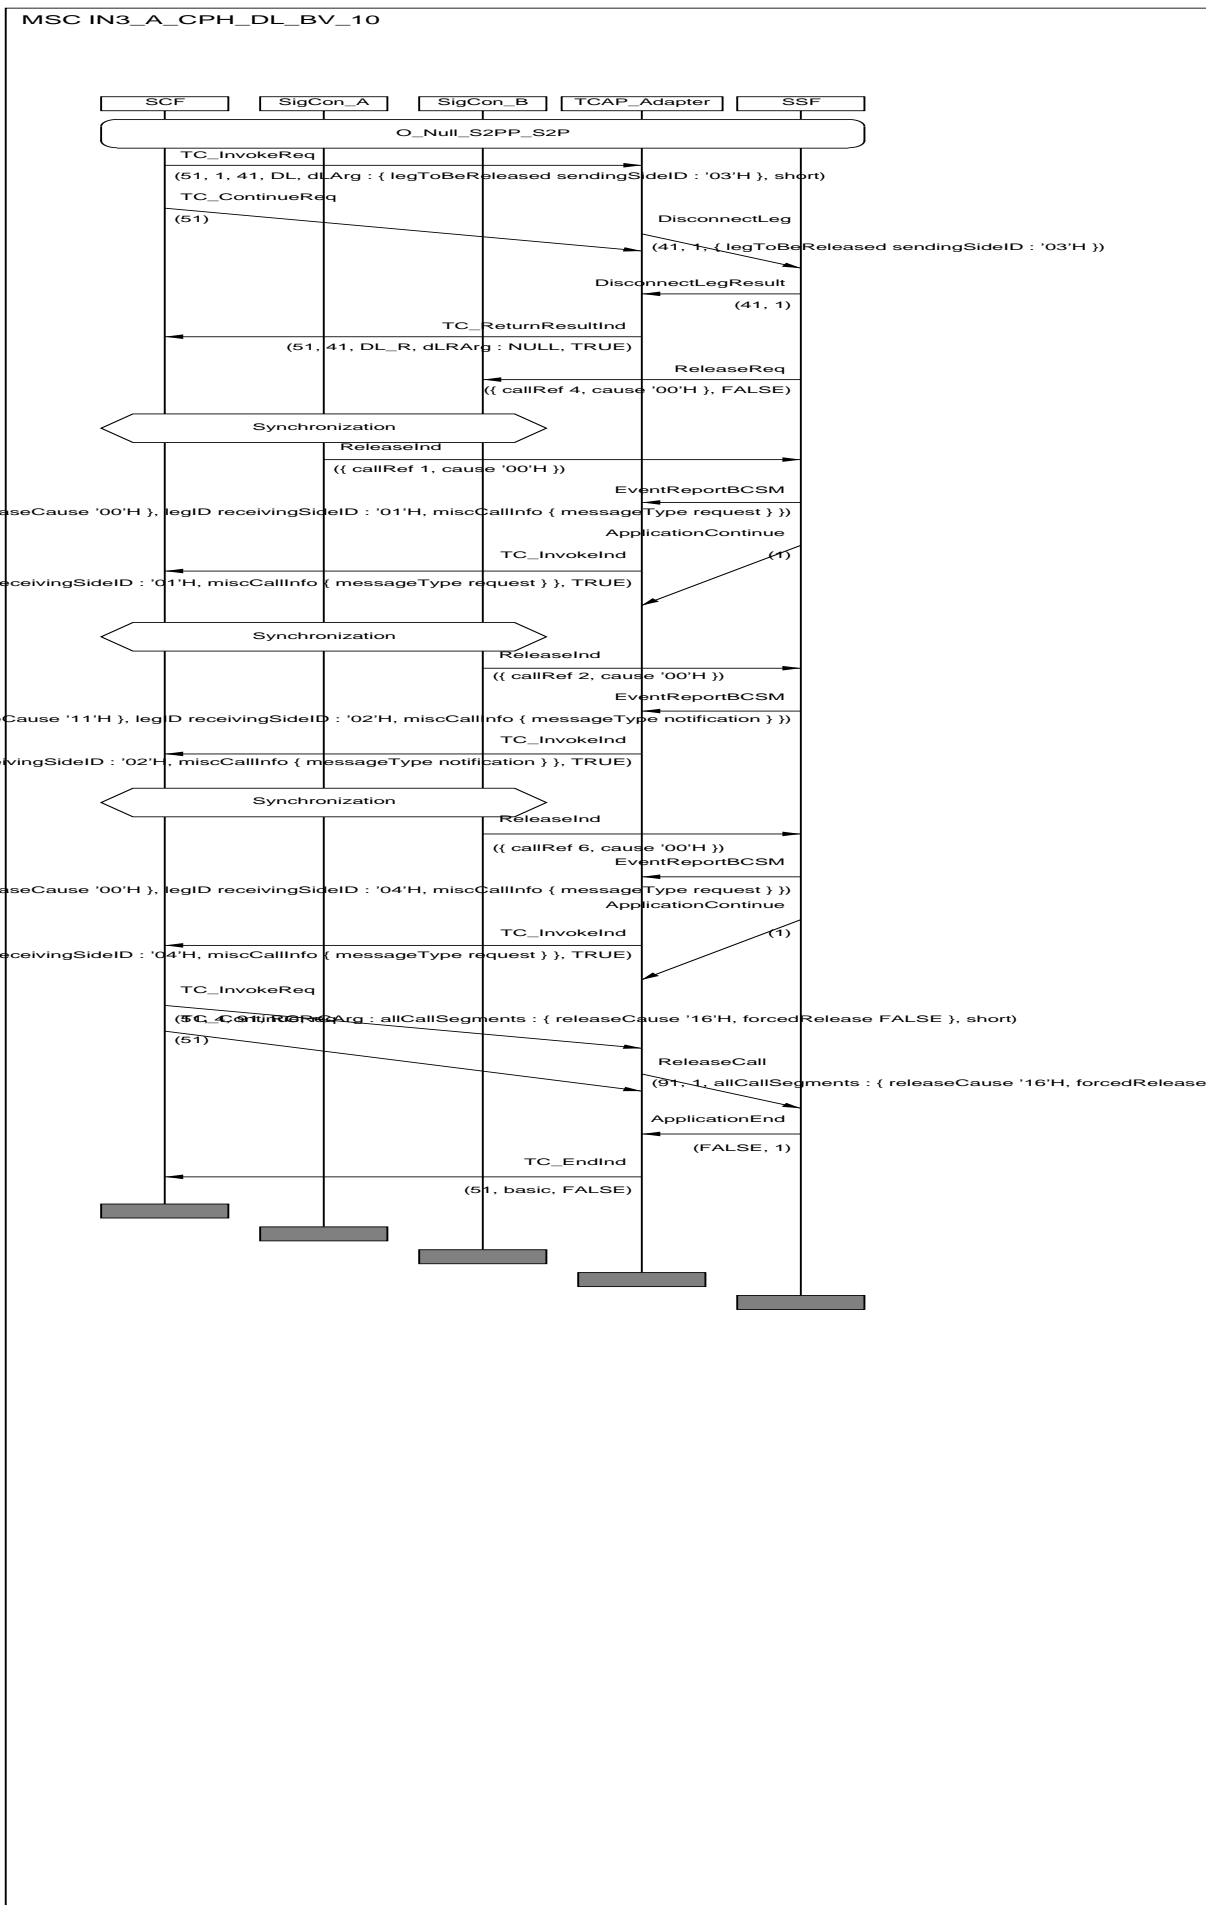 MSC IN3_A_CPH_DL_BV_10
SCF SigCon_A SigCon_B TCAP_Adapter SSF
O_Null_S2PP_S2P
TC_InvokeReq
(51, 1, 41, DL, dLArg : { legToBeReleased sendingSideID : '03'H }, short)
TC_ContinueReq
(51)
DisconnectLeg
(41, 1, { legToBeReleased sendingSideID : '03'H })
DisconnectLegResult
(41, 1)
TC_ReturnResultInd
(51, 41, DL_R, dLRArg : NULL, TRUE)
ReleaseReq
({ callRef 4, cause '00'H }, FALSE)
Synchronization
ReleaseInd
({ callRef 1, cause '00'H })
EventReportBCSM
aseCause '00'H }, legID receivingSideID : '01'H, miscCallInfo { messageType request } })
ApplicationContinue
(1)
TC_InvokeInd
eceivingSideID : '01'H, miscCallInfo { messageType request } }, TRUE)
Synchronization
ReleaseInd
({ callRef 2, cause '00'H })
EventReportBCSM
Cause '11'H }, legID receivingSideID : '02'H, miscCallInfo { messageType notification } })
TC_InvokeInd
ivingSideID : '02'H, miscCallInfo { messageType notification } }, TRUE)
Synchronization
ReleaseInd
({ callRef 6, cause '00'H })
EventReportBCSM
aseCause '00'H }, legID receivingSideID : '04'H, miscCallInfo { messageType request } })
ApplicationContinue
(1)
TC_InvokeInd
eceivingSideID : '04'H, miscCallInfo { messageType request } }, TRUE)
TC_InvokeReq
(51, 4, 91, RC, rCArg : allCallSegments : { releaseCause '16'H, forcedRelease FALSE }, short)
TC_ContinueReq
(51)
ReleaseCall
(91, 1, allCallSegments : { releaseCause '16'H, forcedRelease
ApplicationEnd
(FALSE, 1)
TC_EndInd
(51, basic, FALSE)